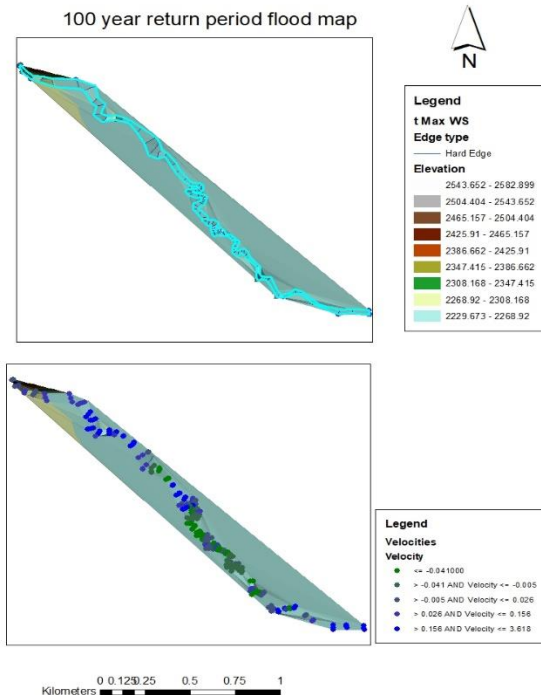 100 year return period flood map
N
Legend
t Max WS
Edge type
Hard Edge
Elevation
2543.652 - 2582.899
2504.404 - 2543.652
2465.157 - 2504.404
2425.91 - 2465.157
2386.662 - 2425.91
2347.415 - 2386.662
2308.168 - 2347.415
2268.92 - 2308.168
2229.673 - 2268.92
Legend
Velocities
Velocity
<= -0.041000
> -0.041 AND Velocity <= -0.005
> -0.005 AND Velocity <= 0.026
> 0.026 AND Velocity <= 0.156
> 0.156 AND Velocity <= 3.618
0 0.1250.25 0.5 0.75 1
Kilometers